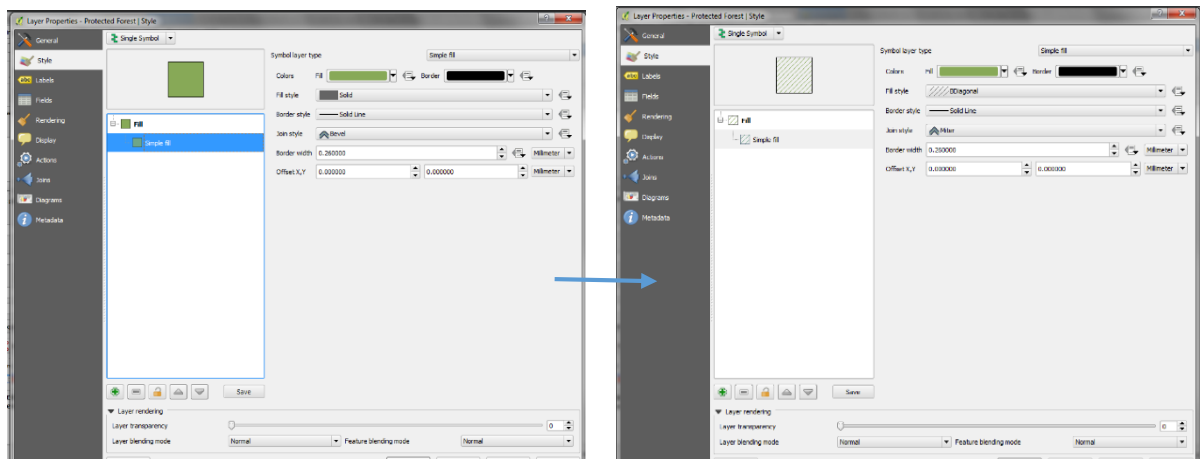 Layer Properties - Protected Forest | Style
General
Style
Labels
Fields
Rendering
Display
Actions
Joins
Diagrams
Metadata
Single Symbol
Fill
Simple fill
Symbol layer type Simple fill
Colors Fill Border
Fill style Solid
Border style Solid Line
Join style Bevel
Border width 0.260000 Milimeter
Offset X,Y 0.000000 0.000000 Milimeter
Save
Layer rendering
Layer transparency 0
Layer blending mode Normal Feature blending mode Normal
Layer Properties - Protected Forest | Style
General
Style
Labels
Fields
Rendering
Display
Actions
Joins
Diagrams
Metadata
Single Symbol
Fill
Simple fill
Symbol layer type Simple fill
Colors Fill Border
Fill style BDiagonal
Border style Solid Line
Join style Miter
Border width 0.260000 Milimeter
Offset X,Y 0.000000 0.000000 Milimeter
Save
Layer rendering
Layer transparency 0
Layer blending mode Normal Feature blending mode Normal